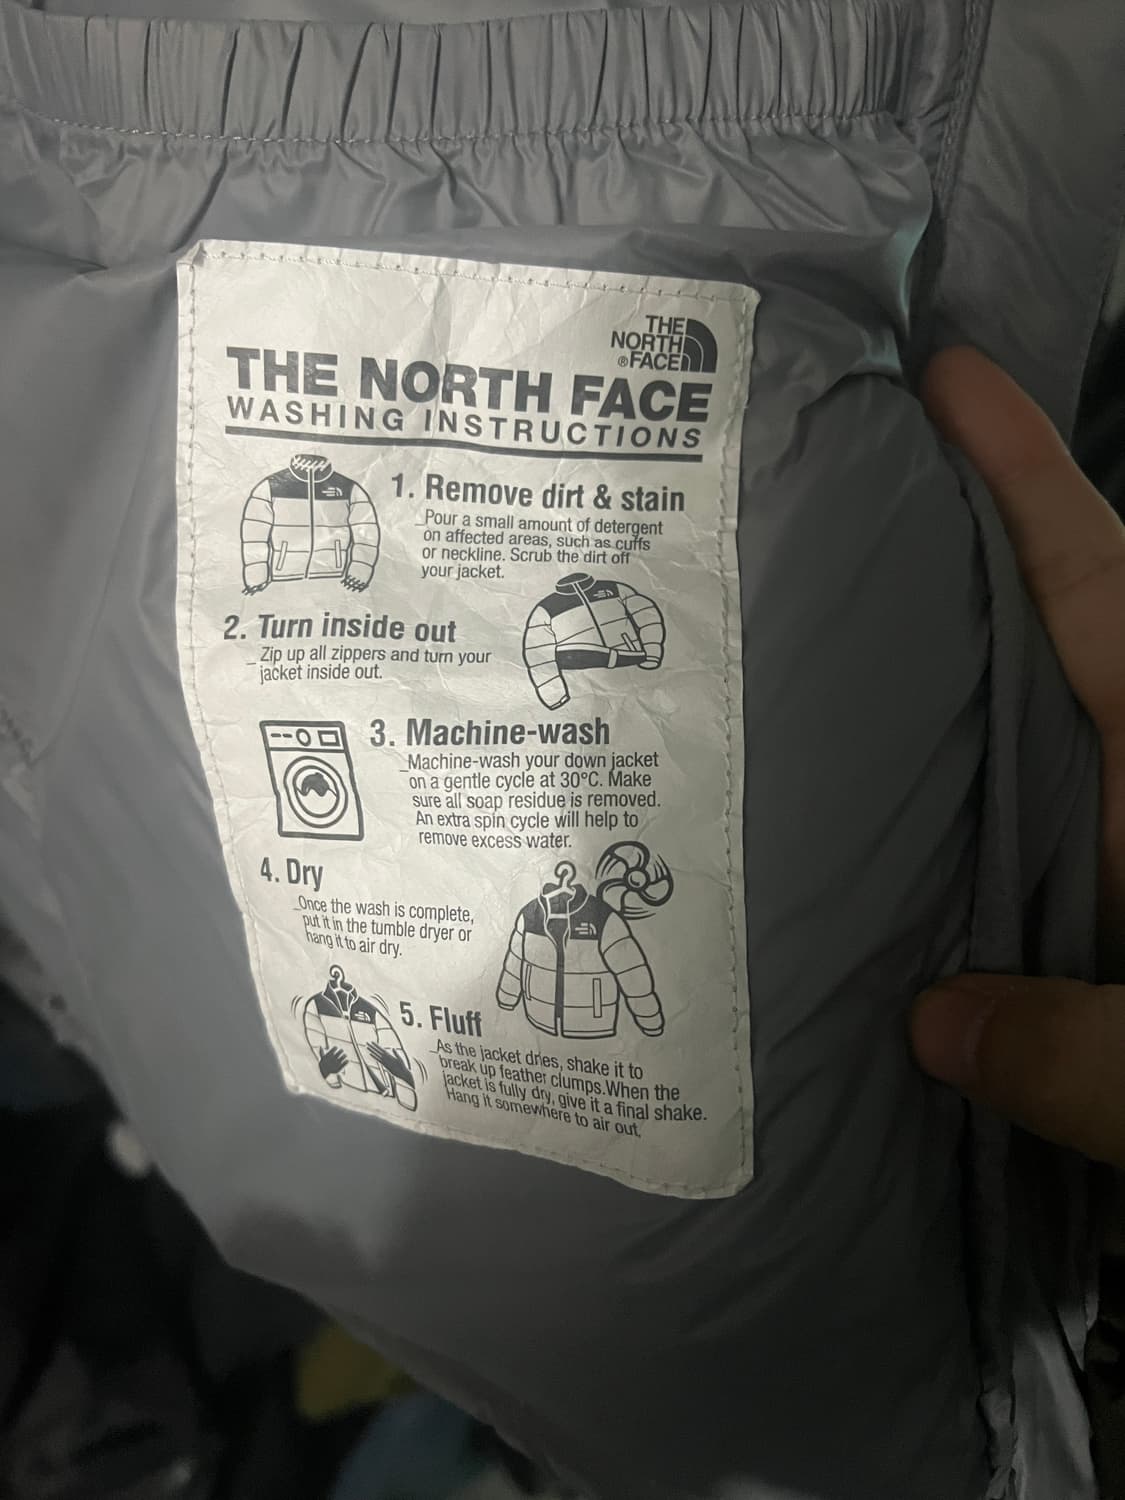 THE
NORTH
®FACE
THE NORTH FACE
WASHING INSTRUCTIONS
1. Remove dirt & stain
_Pour a small amount of detergent
on affected areas, such as cuffs
or neckline. Scrub the dirt off
your jacket.
2. Turn inside out
_Zip up all zippers and turn your
jacket inside out.
3. Machine-wash
_Machine-wash your down jacket
on a gentle cycle at 30°C. Make
sure all soap residue is removed.
An extra spin cycle will help to
remove excess water.
4. Dry
_Once the wash is complete,
put it in the tumble dryer or
hang it to air dry.
5. Fluff
_As the jacket dries, shake it to
break up feather clumps.When the
jacket is fully dry, give it a final shake.
Hang it somewhere to air out.